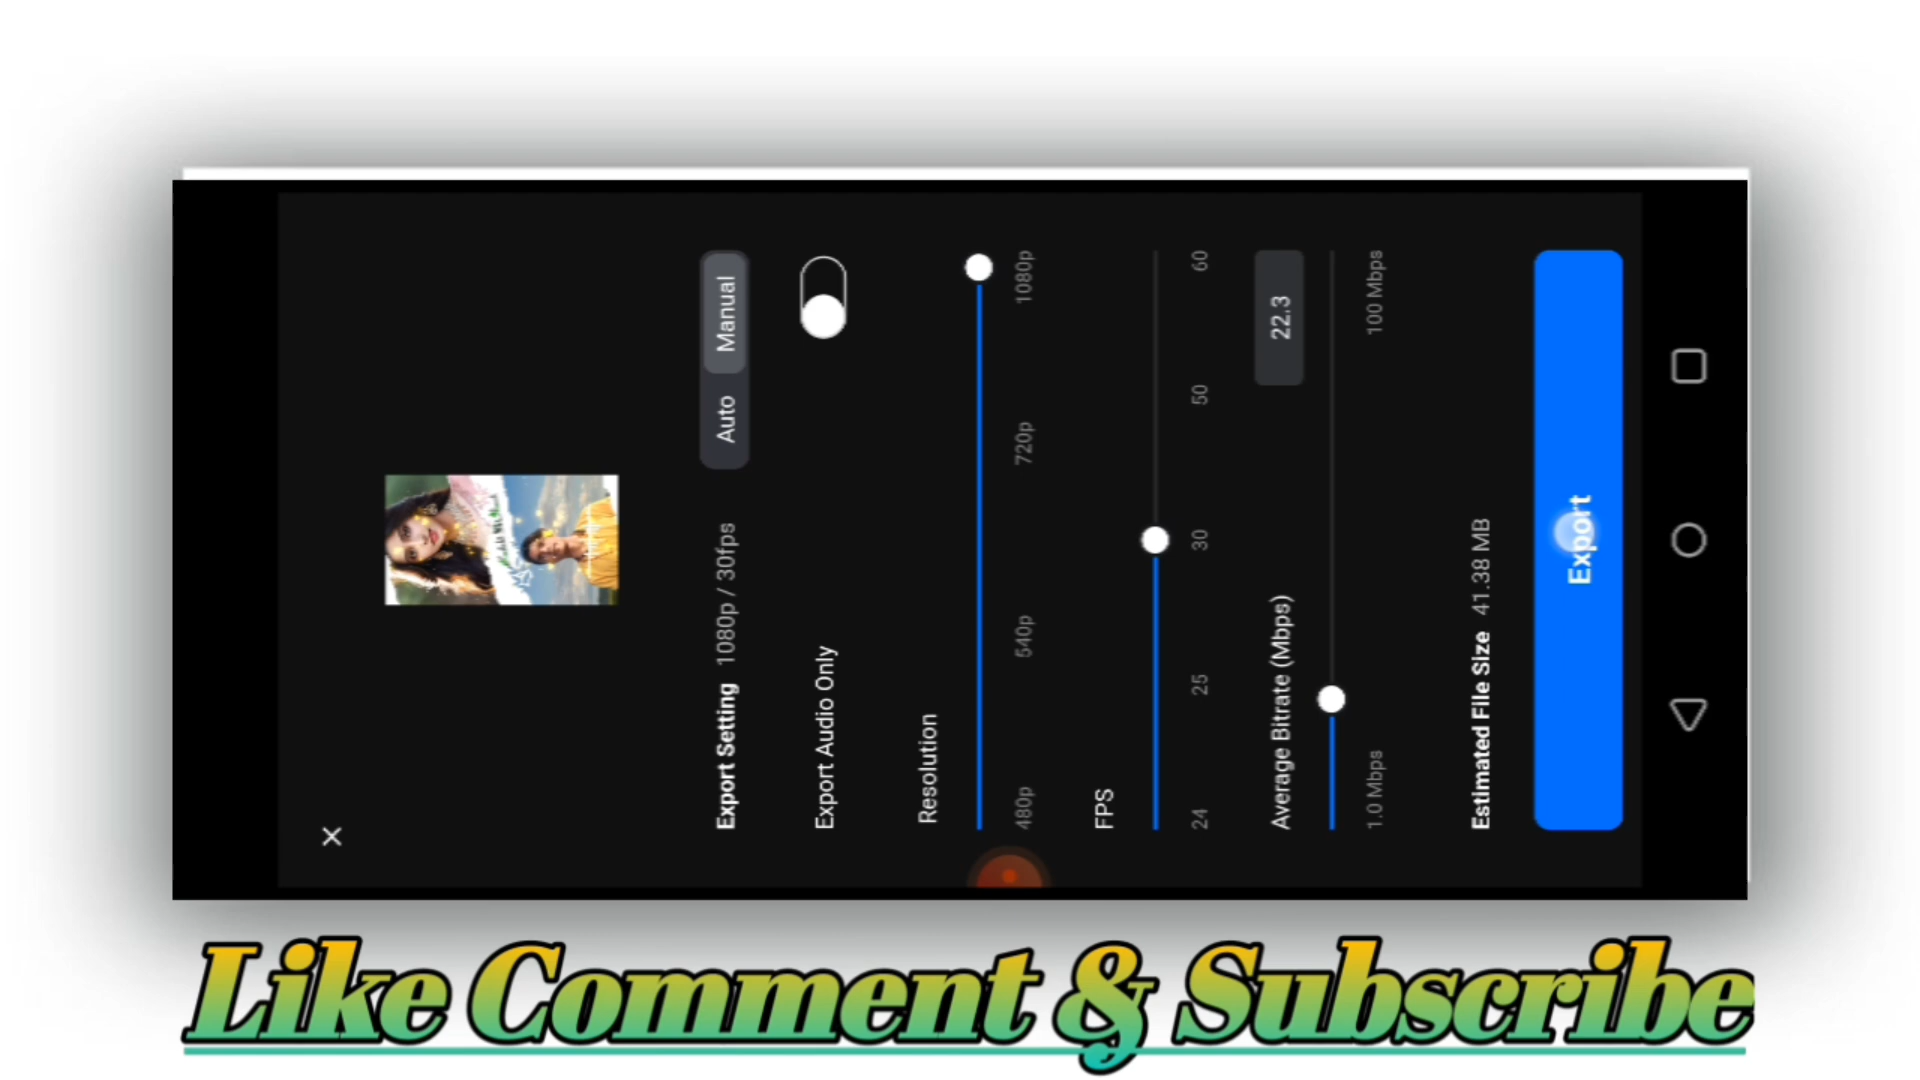 Export Setting 1080p / 30fps
Auto Manual
Export Audio Only
Resolution
480p 540p 720p 1080p
FPS
24 25 30 50 60
Average Bitrate (Mbps) 22.3
1.0 Mbps 100 Mbps
Estimated File Size 41.38 MB
Export
Like Comment & Subscribe